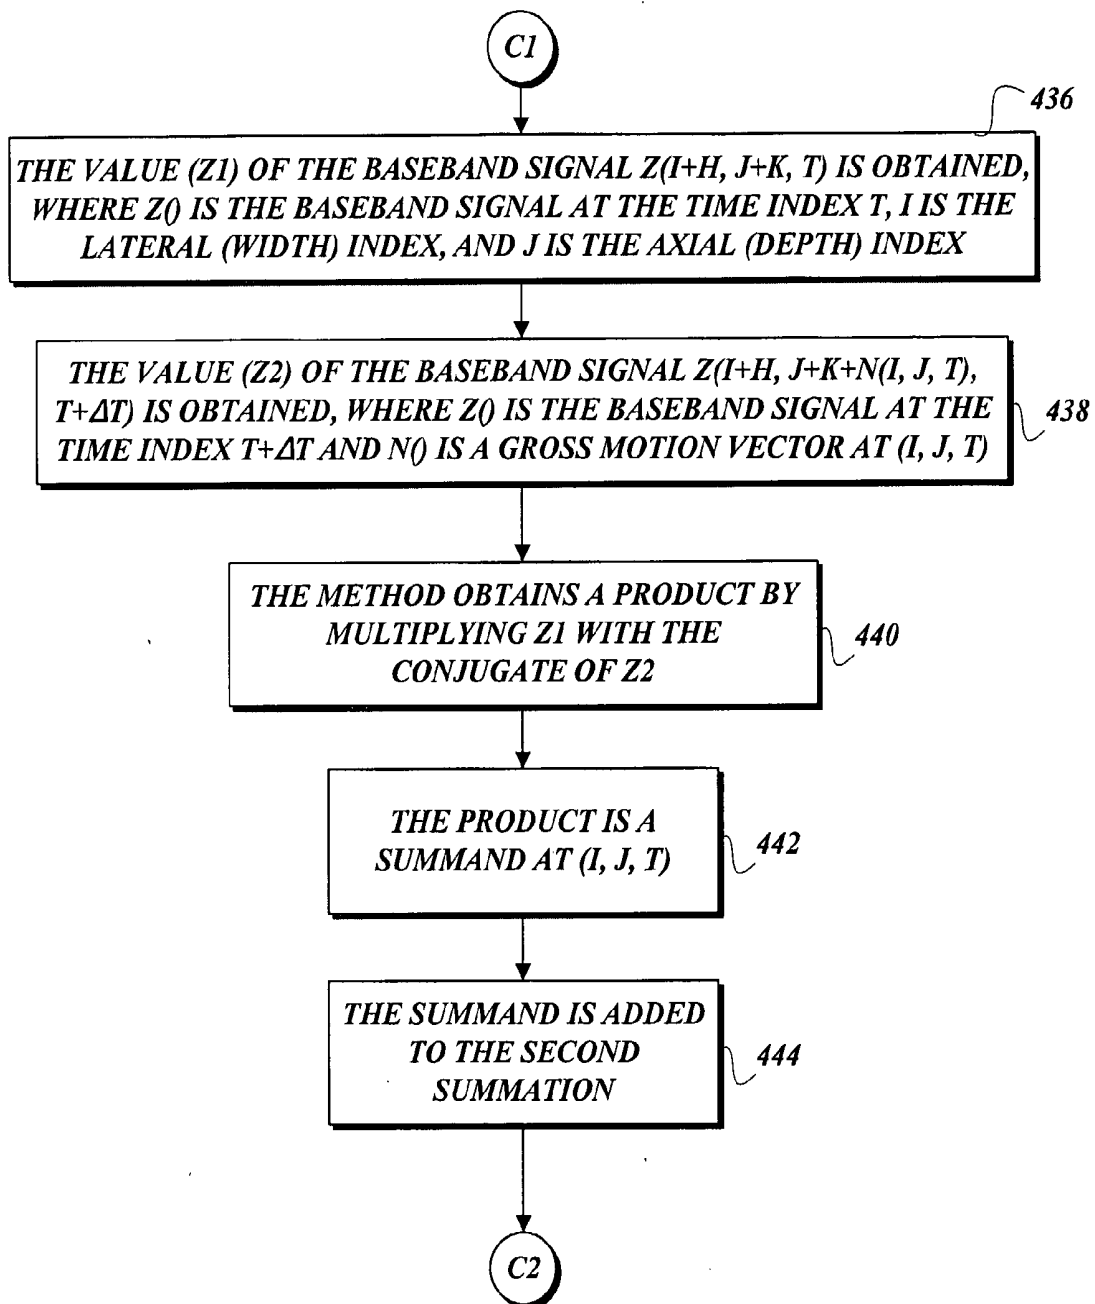 C1
436
THE VALUE (Z1) OF THE BASEBAND SIGNAL Z(I+H, J+K, T) IS OBTAINED,
WHERE Z() IS THE BASEBAND SIGNAL AT THE TIME INDEX T, I IS THE
LATERAL (WIDTH) INDEX, AND J IS THE AXIAL (DEPTH) INDEX
THE VALUE (Z2) OF THE BASEBAND SIGNAL Z(I+H, J+K+N(I, J, T),
T+ΔT) IS OBTAINED, WHERE Z() IS THE BASEBAND SIGNAL AT THE
TIME INDEX T+ΔT AND N() IS A GROSS MOTION VECTOR AT (I, J, T)
438
THE METHOD OBTAINS A PRODUCT BY
MULTIPLYING Z1 WITH THE
CONJUGATE OF Z2
440
THE PRODUCT IS A
SUMMAND AT (I, J, T)
442
THE SUMMAND IS ADDED
TO THE SECOND
SUMMATION
444
C2